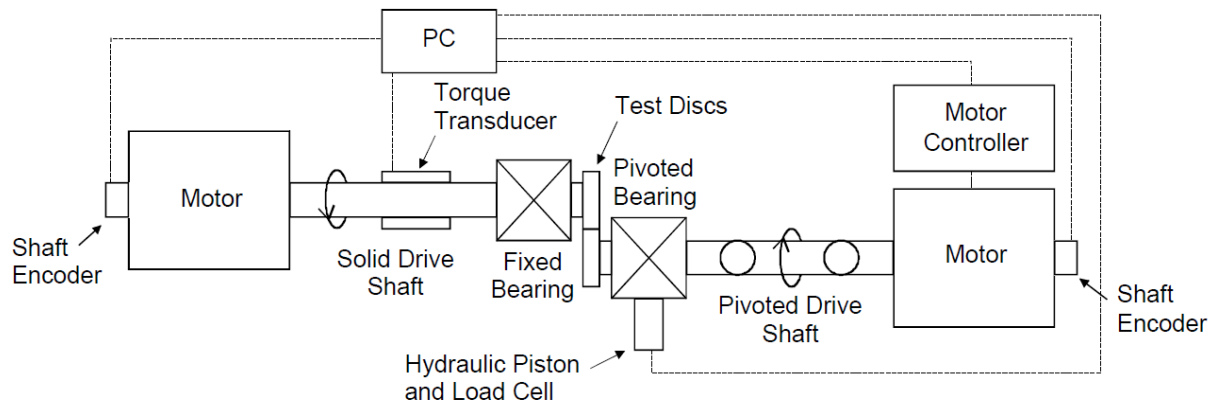 PC
Torque
Transducer
Test Discs
Motor
Controller
Pivoted
Bearing
Motor
Motor
Shaft
Encoder
Solid Drive
Shaft
Fixed
Bearing
Pivoted Drive
Shaft
Shaft
Encoder
Hydraulic Piston
and Load Cell